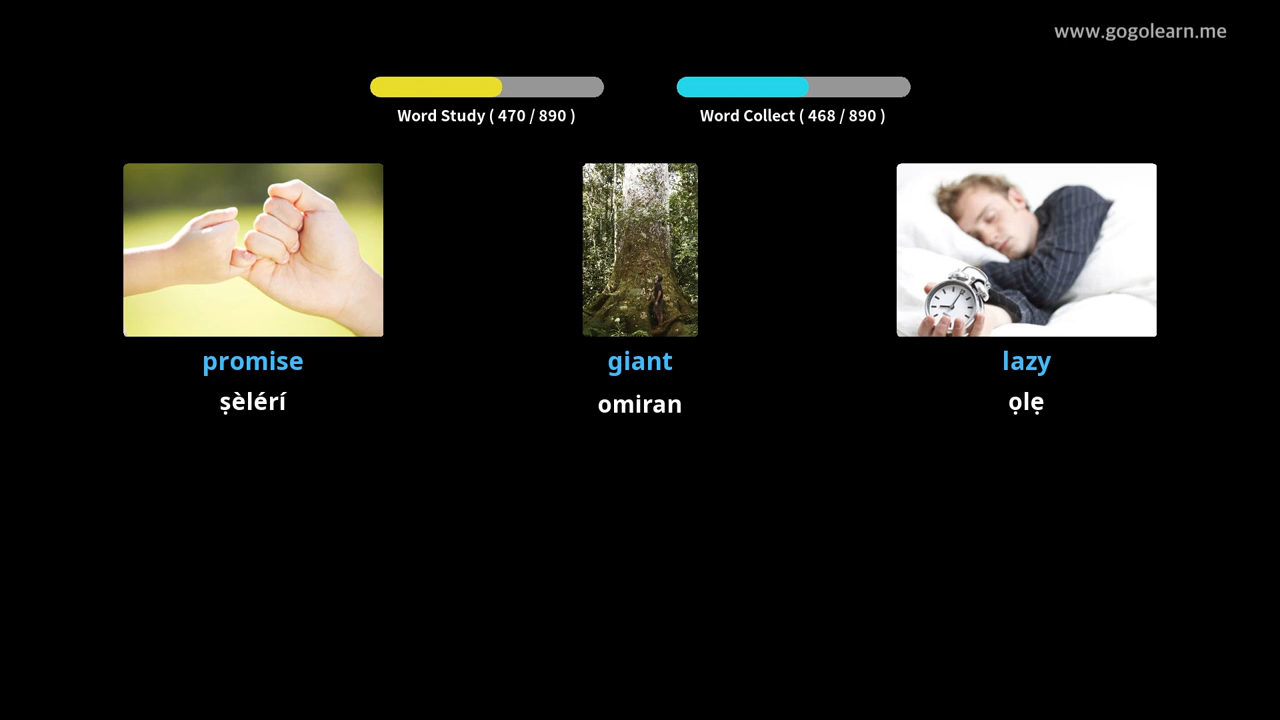 www.gogolearn.me
Word Study ( 470 / 890 )
Word Collect ( 468 / 890 )
promise
giant
lazy
ṣèlérí
omiran
ọlẹ